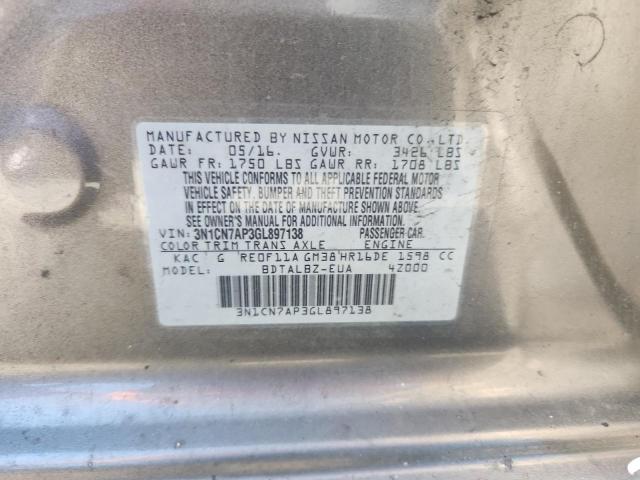 MANUFACTURED BY NISSAN MOTOR CO.,LTD.
DATE: 05/16. GVWR: 3426 LBS
GAWR FR: 1750 LBS GAWR RR: 1708 LBS
THIS VEHICLE CONFORMS TO ALL APPLICABLE FEDERAL MOTOR
VEHICLE SAFETY, BUMPER AND THEFT PREVENTION STANDARDS
IN EFFECT ON THE DATE OF MANUFACTURE SHOWN ABOVE.
SEE OWNER'S MANUAL FOR ADDITIONAL INFORMATION.
VIN: 3N1CN7AP3GL897138 PASSENGER CAR.
COLOR TRIM TRANS AXLE ENGINE
KAC G RE0F11A GM38 HR16DE 1598 CC
BDTALBZ-EUA 4Z000
3N1CN7AP3GL897138